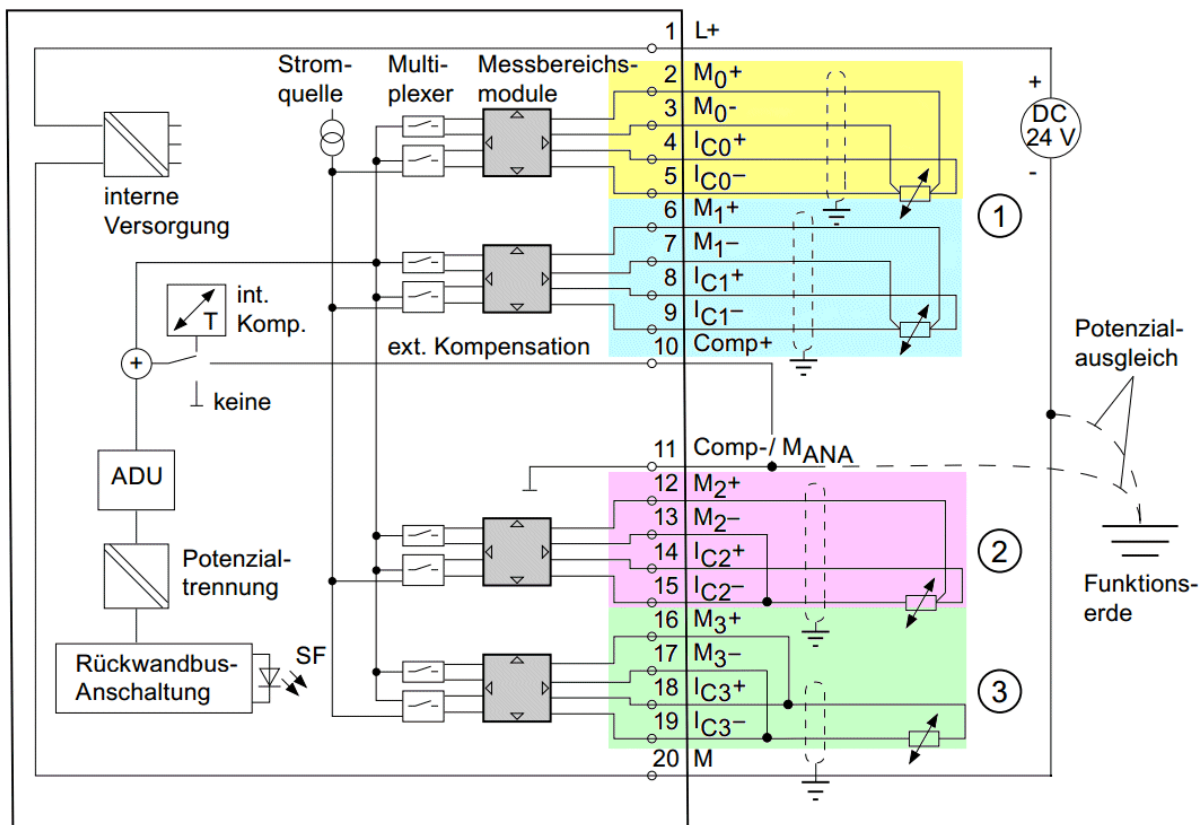 1 L+
Strom-
quelle
Multi-
plexer
Messbereichs-
module
2 M0+
3 M0-
4 IC0+
5 IC0–
+
DC
24 V
-
interne
Versorgung
6 M1+
7 M1–
8 IC1+
9 IC1–
10 Comp+
1
int.
Komp.
T
ext. Kompensation
+
keine
Potenzial-
ausgleich
11 Comp-/ MANA
ADU
12 M2+
13 M2–
14 IC2+
15 IC2–
2
Potenzial-
trennung
Funktions-
erde
16 M3+
17 M3–
18 IC3+
19 IC3–
3
Rückwandbus-
Anschaltung
SF
20 M